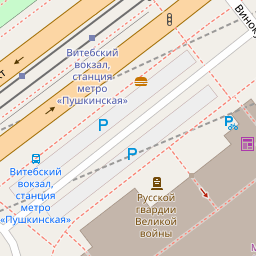 Витебский
вокзал,
станция
метро
«Пушкинская»
P
P
P
Витебский
вокзал,
станция
метро
«Пушкинская»
Русской
гвардии
Великой
войны